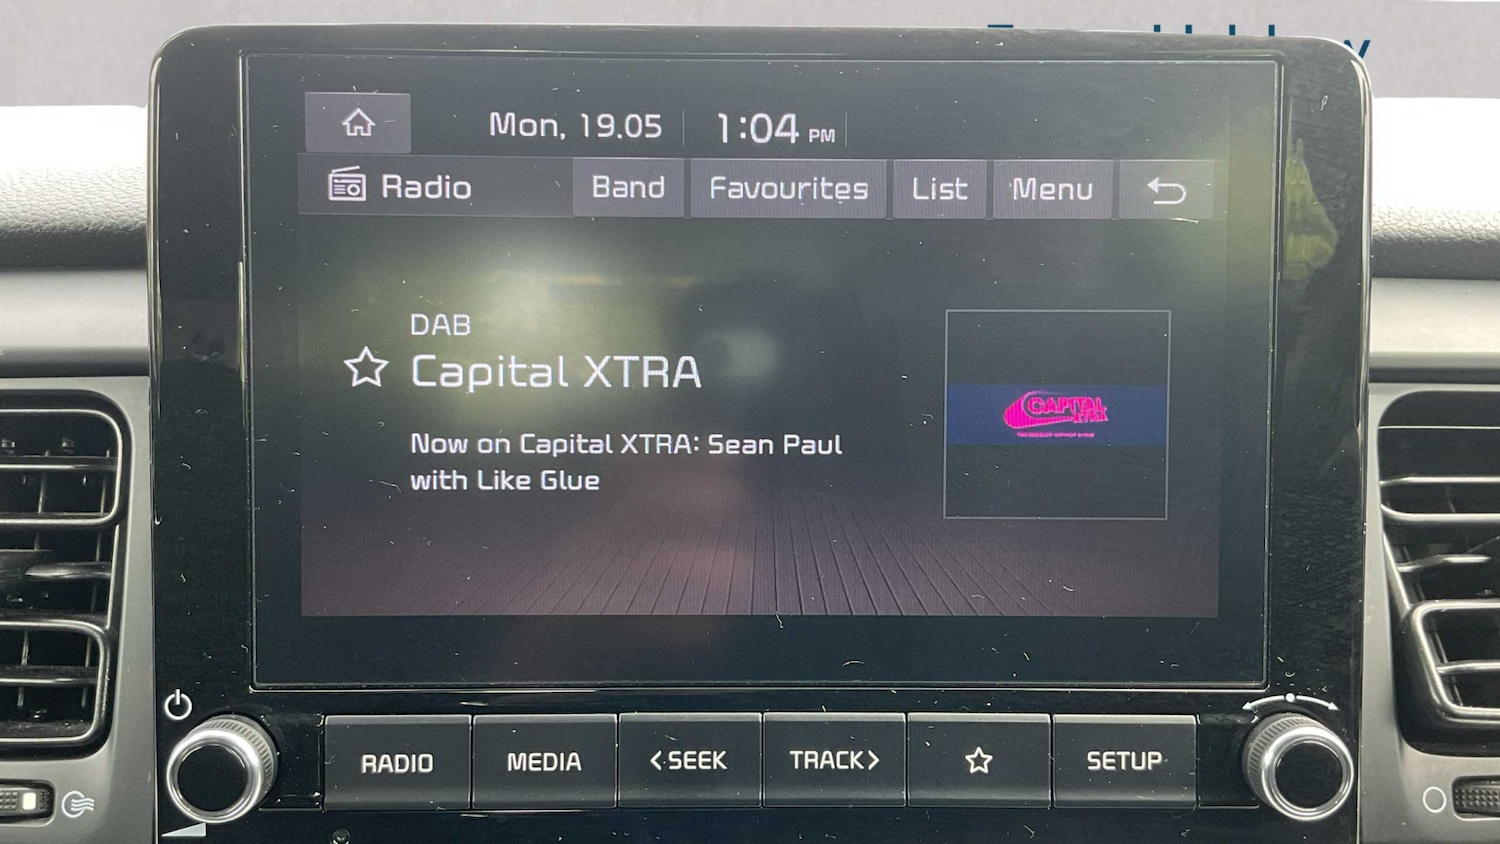 Mon, 19.05 1:04 PM
Radio Band Favourites List Menu
DAB
Capital XTRA
Now on Capital XTRA: Sean Paul
with Like Glue
CAPITAL
XTRA
RADIO MEDIA <SEEK TRACK> SETUP